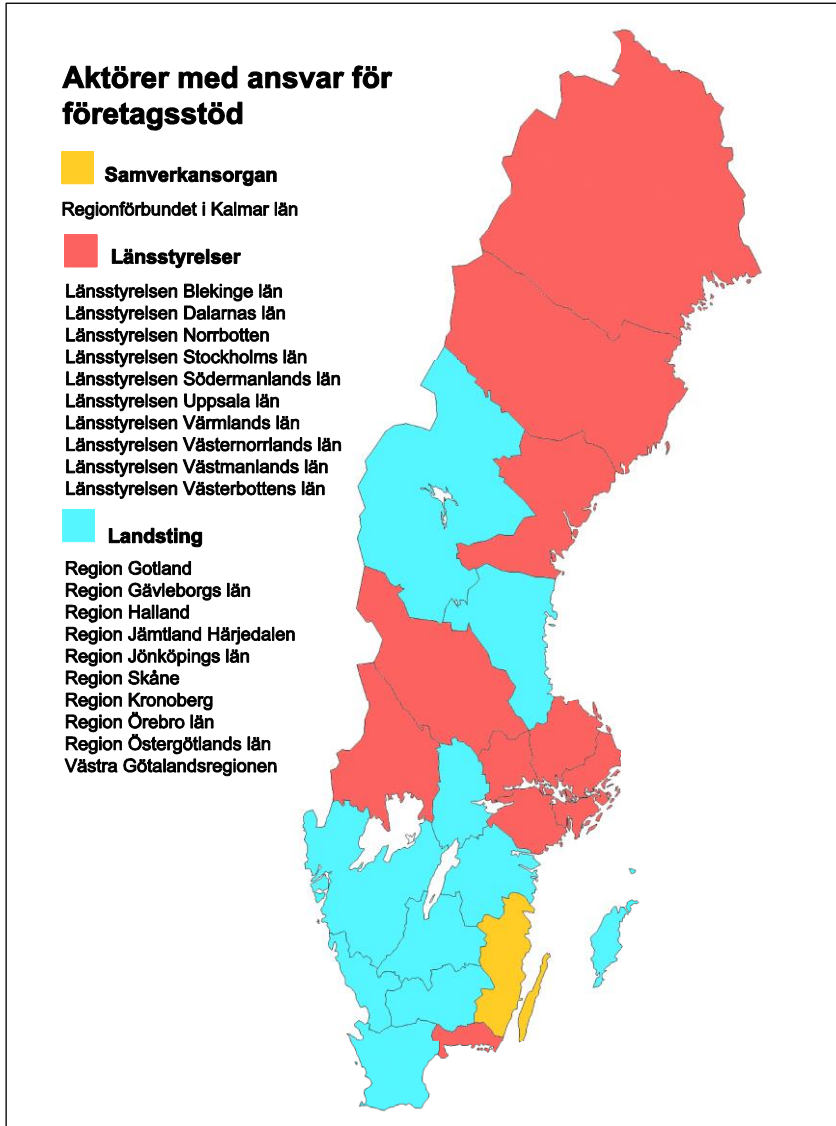 Aktörer med ansvar för
företagsstöd
Samverkansorgan
Regionförbundet i Kalmar län
Länsstyrelser
Länsstyrelsen Blekinge län
Länsstyrelsen Dalarnas län
Länsstyrelsen Norrbotten
Länsstyrelsen Stockholms län
Länsstyrelsen Södermanlands län
Länsstyrelsen Uppsala län
Länsstyrelsen Värmlands län
Länsstyrelsen Västernorrlands län
Länsstyrelsen Västmanlands län
Länsstyrelsen Västerbottens län
Landsting
Region Gotland
Region Gävleborgs län
Region Halland
Region Jämtland Härjedalen
Region Jönköpings län
Region Skåne
Region Kronoberg
Region Örebro län
Region Östergötlands län
Västra Götalandsregionen